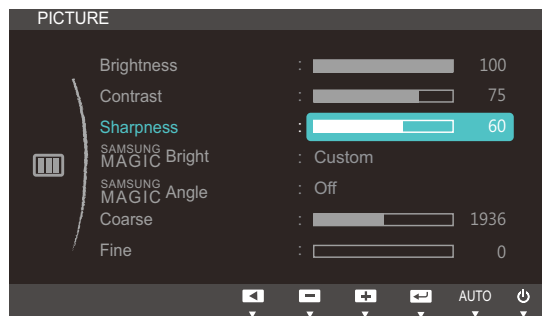 PICTURE
Brightness : 100
Contrast : 75
Sharpness : 60
SAMSUNG
MAGIC Bright : Custom
SAMSUNG
MAGIC Angle : Off
Coarse : 1936
Fine : 0
AUTO